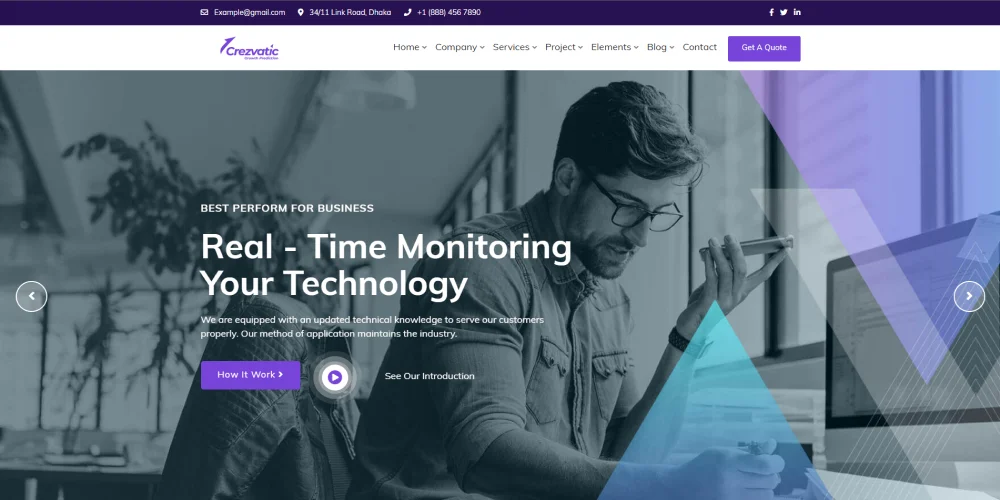 Example@gmail.com 34/11 Link Road, Dhaka +1 (888) 456 7890
Crezvatic
Growth Predictive
Home Company Services Project Elements Blog Contact Get A Quote
BEST PERFORM FOR BUSINESS
Real - Time Monitoring
Your Technology
We are equipped with an updated technical knowledge to serve our customers
properly. Our method of application maintains the industry.
How It Work See Our Introduction